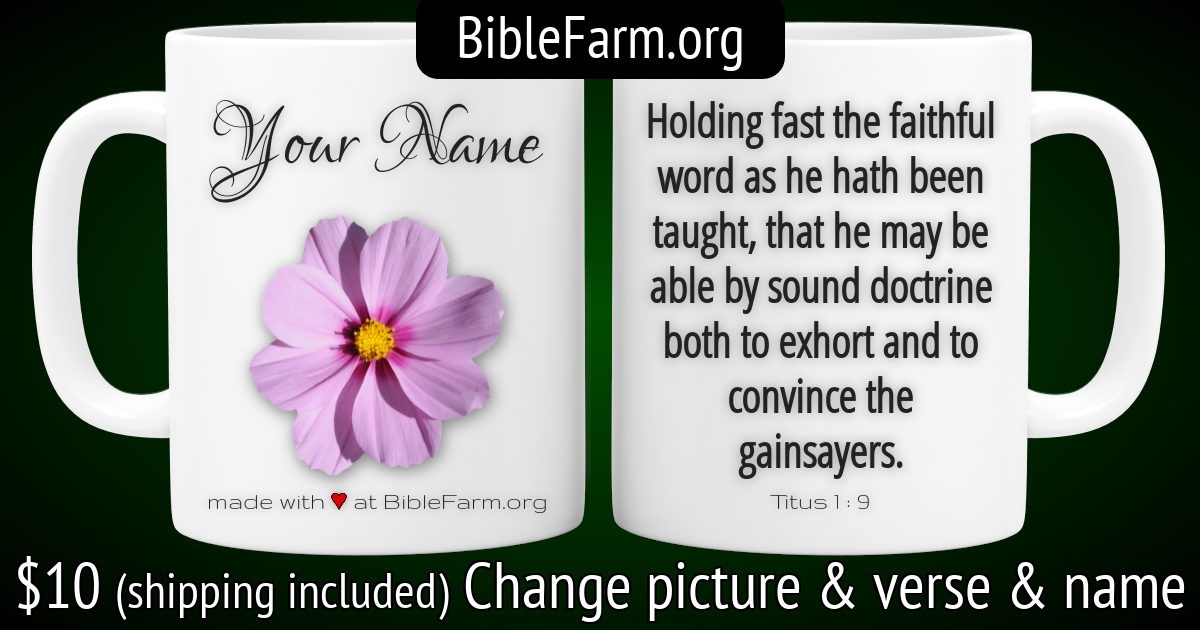 BibleFarm.org
Your Name
made with ♥ at BibleFarm.org
Holding fast the faithful
word as he hath been
taught, that he may be
able by sound doctrine
both to exhort and to
convince the
gainsayers.
Titus 1 : 9
$10 (shipping included) Change picture & verse & name